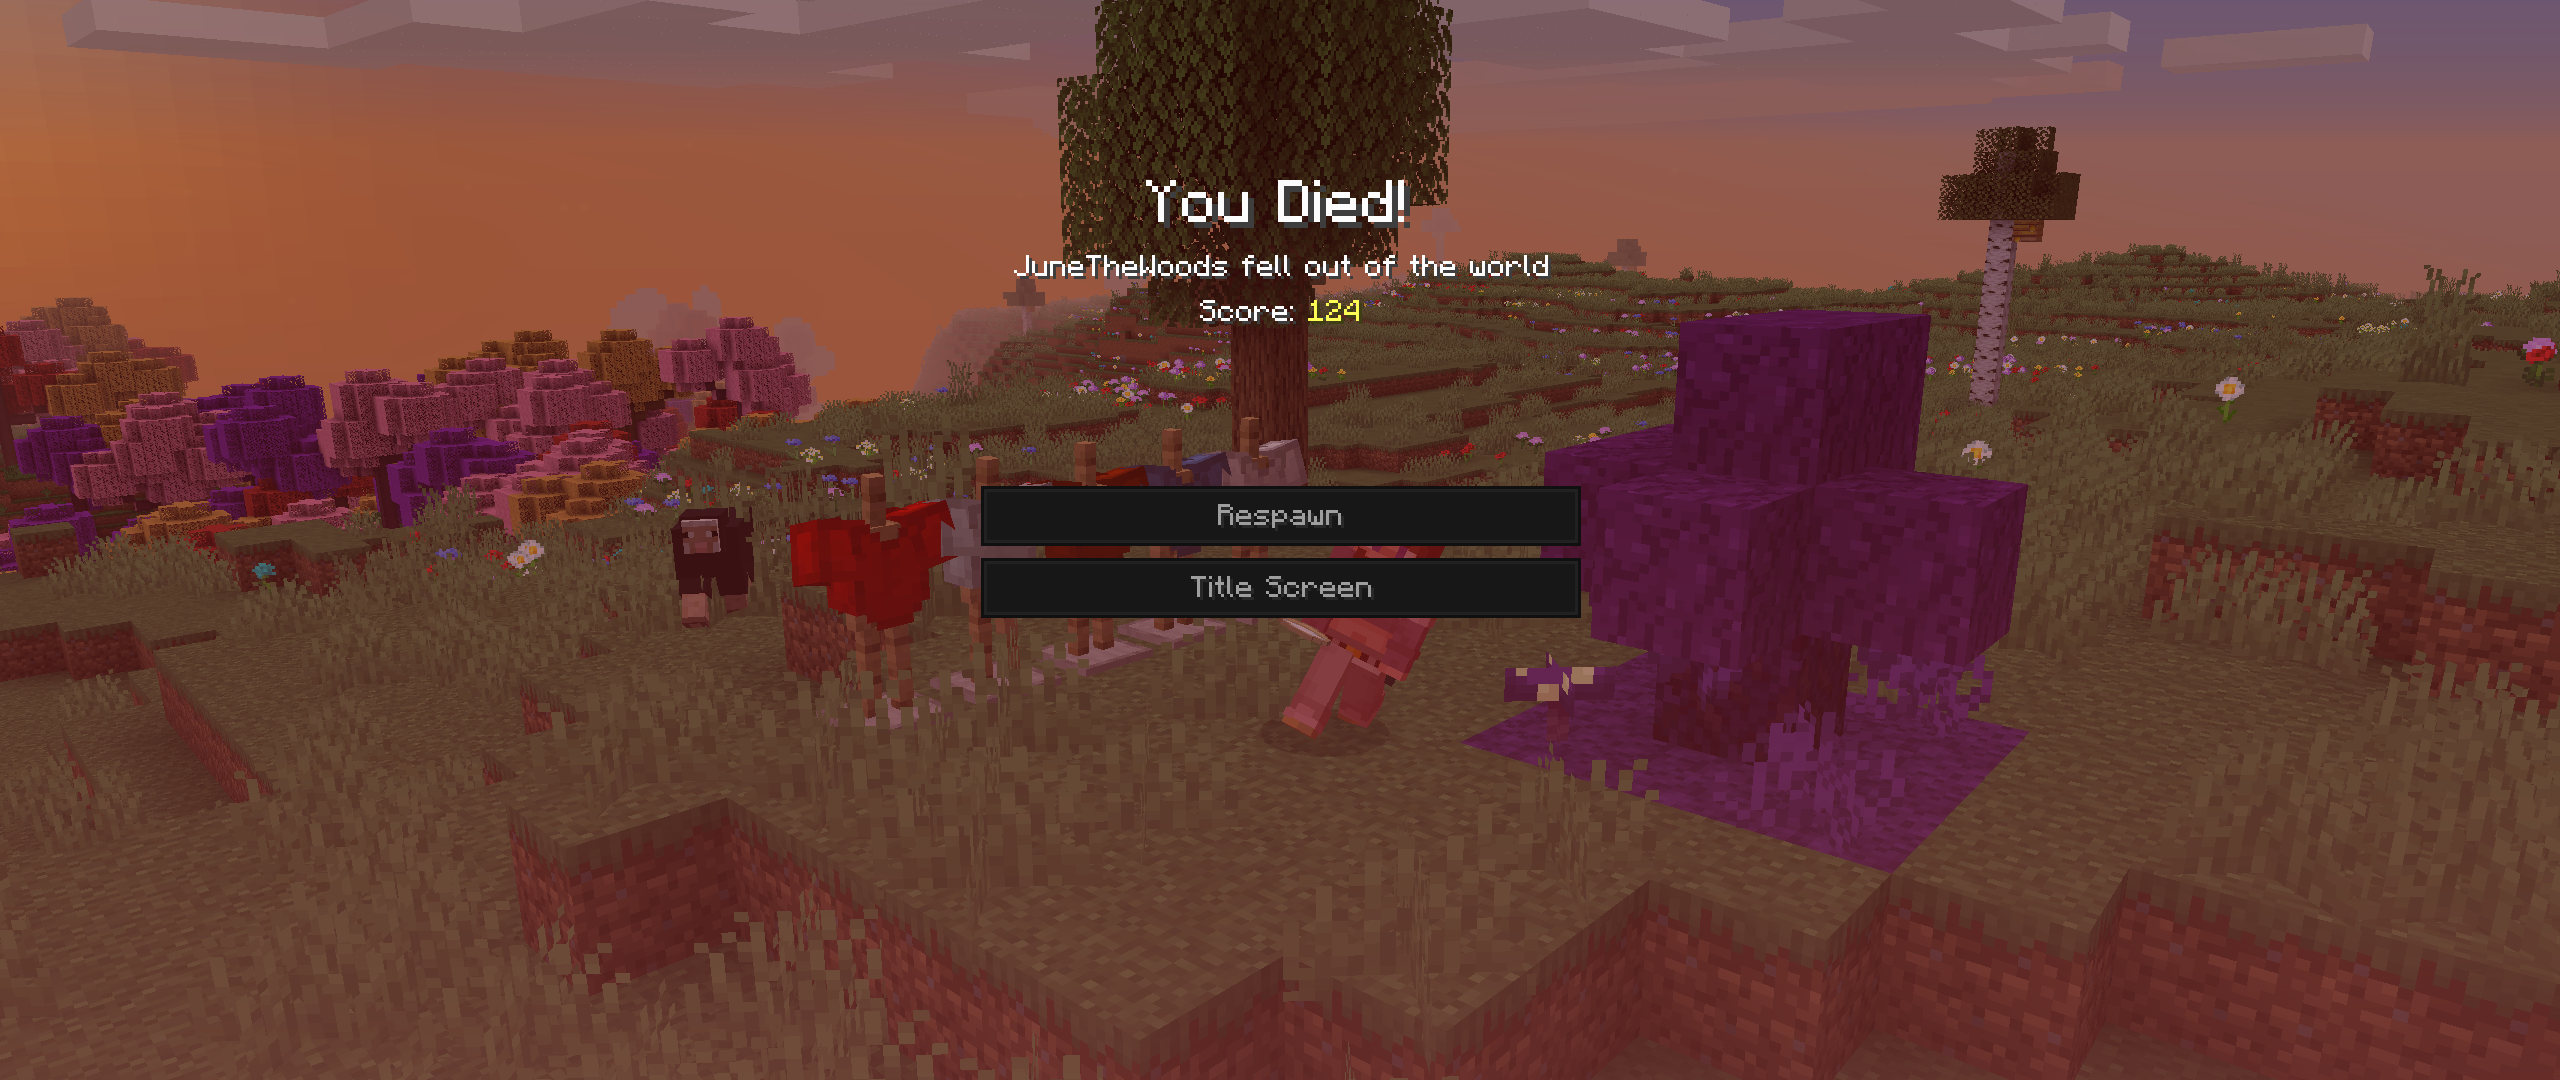 You Died!
JuneTheWoods fell out of the world
Score: 124
Respawn
Title Screen